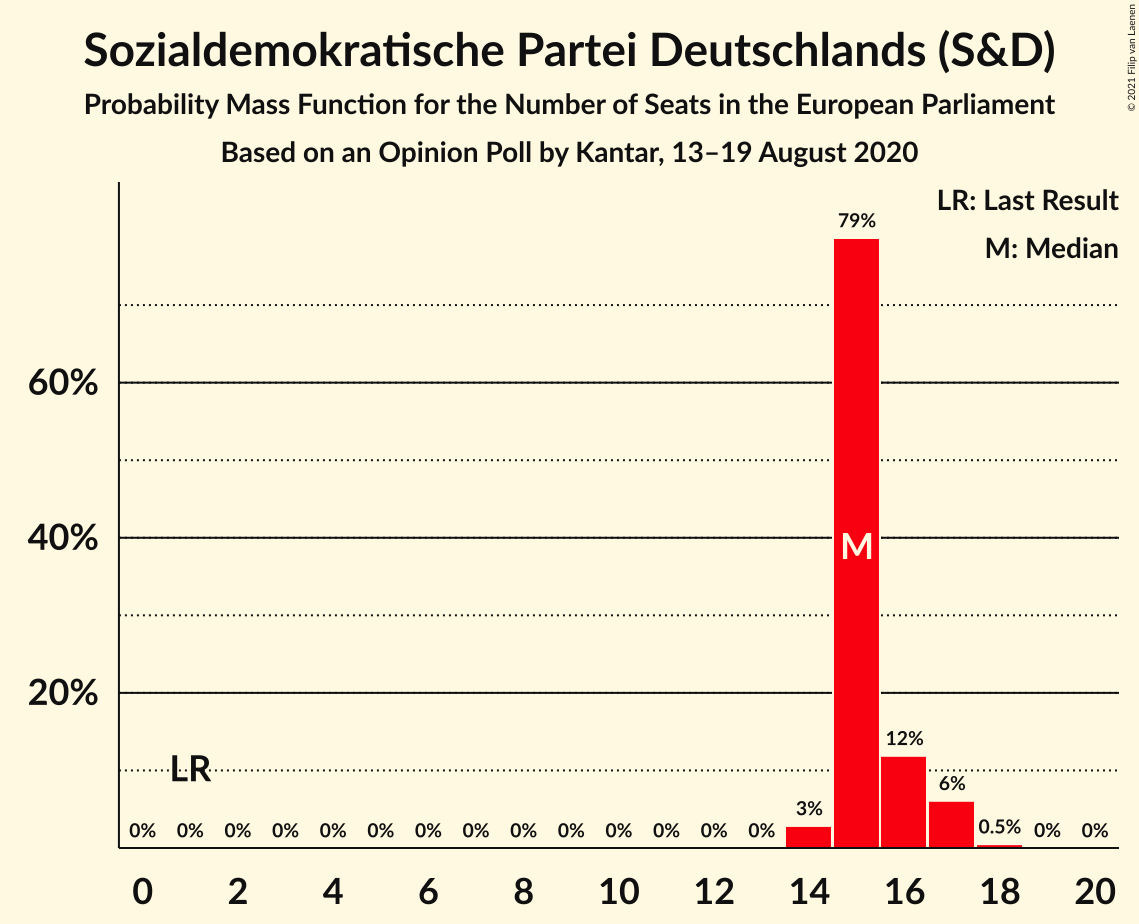 Sozialdemokratische Partei Deutschlands (S&D)
Probability Mass Function for the Number of Seats in the European Parliament
Based on an Opinion Poll by Kantar, 13–19 August 2020
© 2021 Filip van Laenen
LR: Last Result
M: Median
79%
60%
40%
M
20%
12%
LR
6%
3%
0% 0% 0% 0% 0% 0% 0% 0% 0% 0% 0% 0% 0% 0% 0.5% 0% 0%
0 2 4 6 8 10 12 14 16 18 20